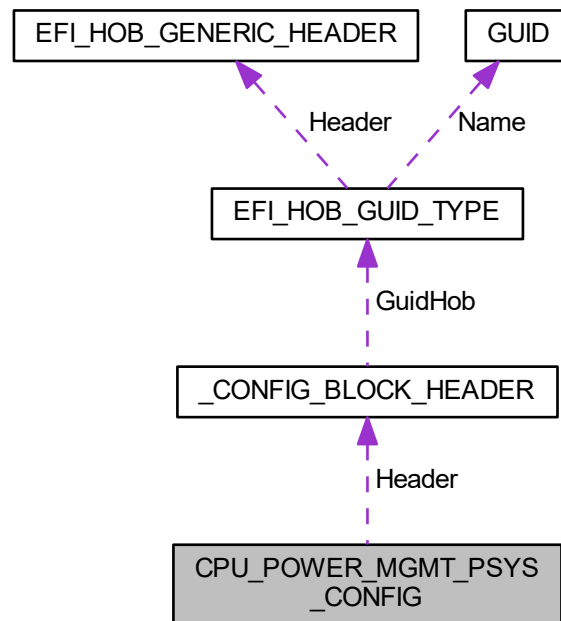 EFI_HOB_GENERIC_HEADER
GUID
Header
Name
EFI_HOB_GUID_TYPE
GuidHob
_CONFIG_BLOCK_HEADER
Header
CPU_POWER_MGMT_PSYS
_CONFIG